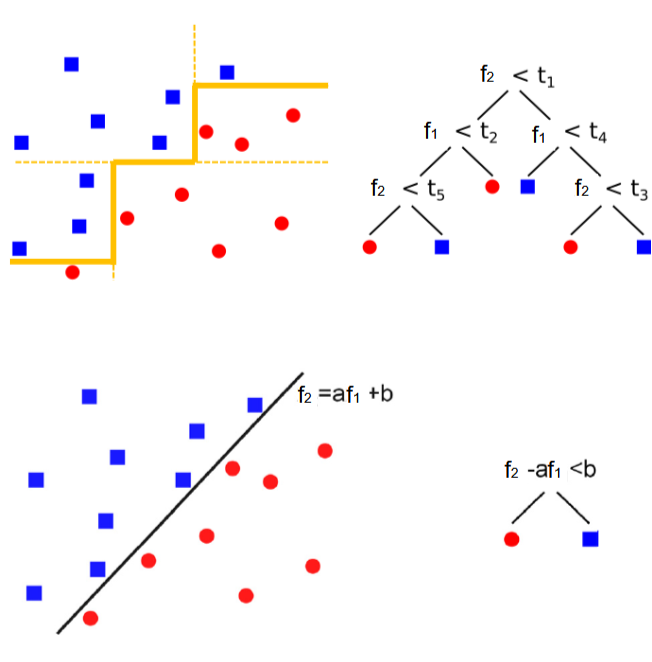 f₂ < t₁
f₁ < t₂ f₁ < t₄
f₂ < t₅ f₂ < t₃
f₂ =af₁ +b
f₂ -af₁ <b